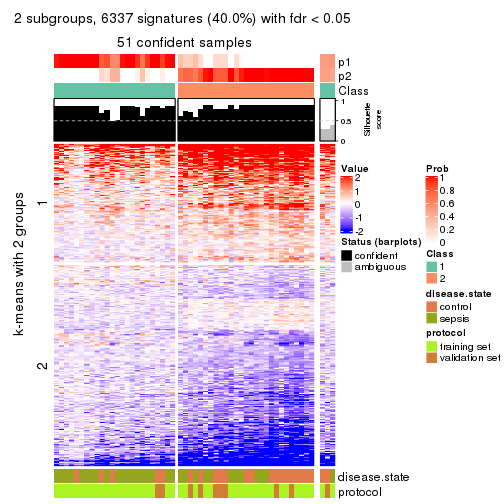 2 subgroups, 6337 signatures (40.0%) with fdr < 0.05
51 confident samples
p1
p2
Class
1
0.5
0
Silhouette
score
k-means with 2 groups
1
2
disease.state
protocol
Value
2
1
0
-1
-2
Status (barplots)
confident
ambiguous
Prob
1
0.8
0.6
0.4
0.2
0
Class
1
2
disease.state
control
sepsis
protocol
training set
validation set